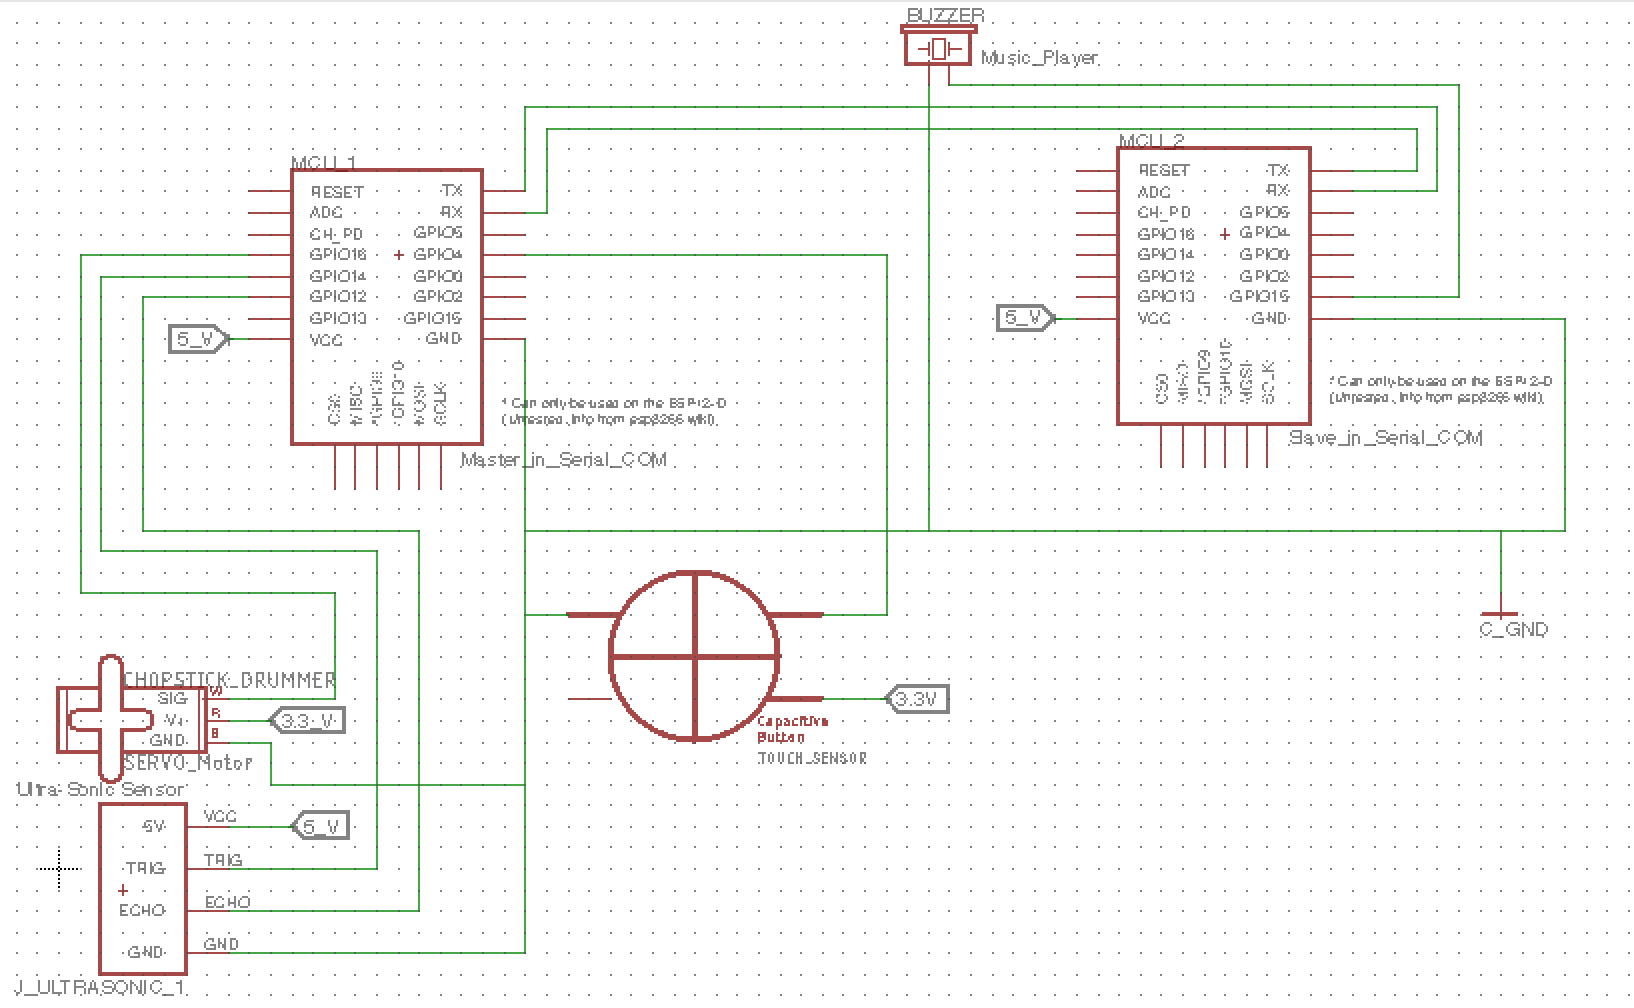 BUZZER
Music_Player
MCU_1
RESET
ADC
CH_PD
GPIO16
GPIO14
GPIO12
GPIO13
VCC
TX
RX
GPIO5
GPIO4
GPIO0
GPIO2
GPIO15
GND
CS0
MISO
*GPIO9
*GPIO10
MOSI
SCLK
5_V
* Can only be used on the ESP-12-D
(Untested, Info from esp8266 wiki)
Master_in_Serial_COM
MCU_2
RESET
ADC
CH_PD
GPIO16
GPIO14
GPIO12
GPIO13
VCC
TX
RX
GPIO5
GPIO4
GPIO0
GPIO2
GPIO15
GND
CS0
MISO
*GPIO9
*GPIO10
MOSI
SCLK
5_V
* Can only be used on the ESP-12-D
(Untested, Info from esp8266 wiki)
Slave_in_Serial_COM
C_GND
CHOPSTICK_DRUMMER
SIG
V+
GND
W
R
B
3.3_V
SERVO_Motor
3.3V
Capacitive
Button
TOUCH_SENSOR
Ultra-Sonic Sensor
5V
TRIG
ECHO
GND
VCC
TRIG
ECHO
GND
5_V
J_ULTRASONIC_1